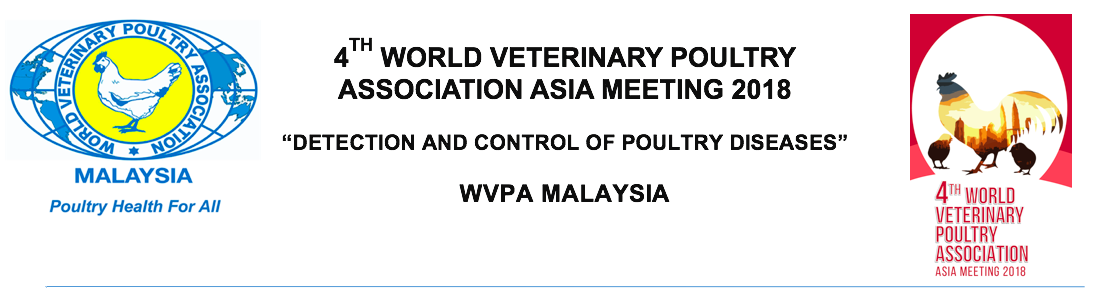 WORLD VETERINARY POULTRY ASSOCIATION
MALAYSIA
Poultry Health For All
4TH WORLD VETERINARY POULTRY
ASSOCIATION ASIA MEETING 2018
“DETECTION AND CONTROL OF POULTRY DISEASES”
WVPA MALAYSIA
4TH WORLD
VETERINARY
POULTRY
ASSOCIATION
ASIA MEETING 2018